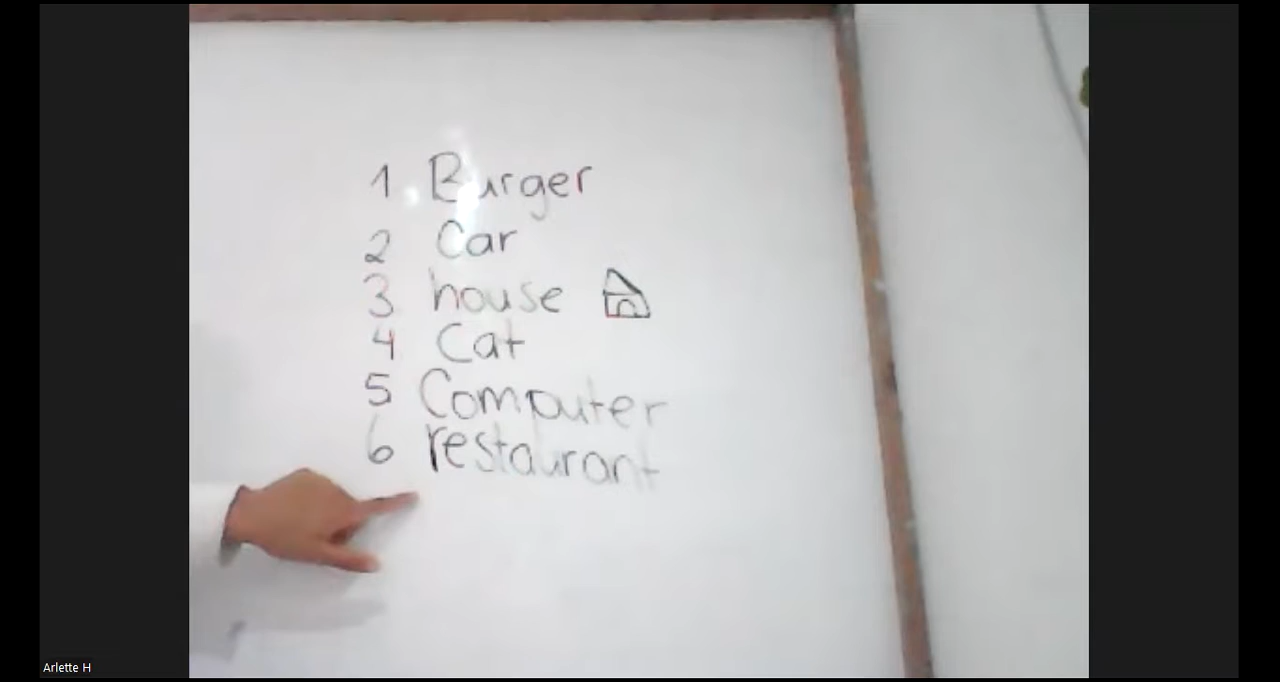 1. Burger
2 Car
3 house
4 Cat
5 Computer
6 restaurant
Arlette H